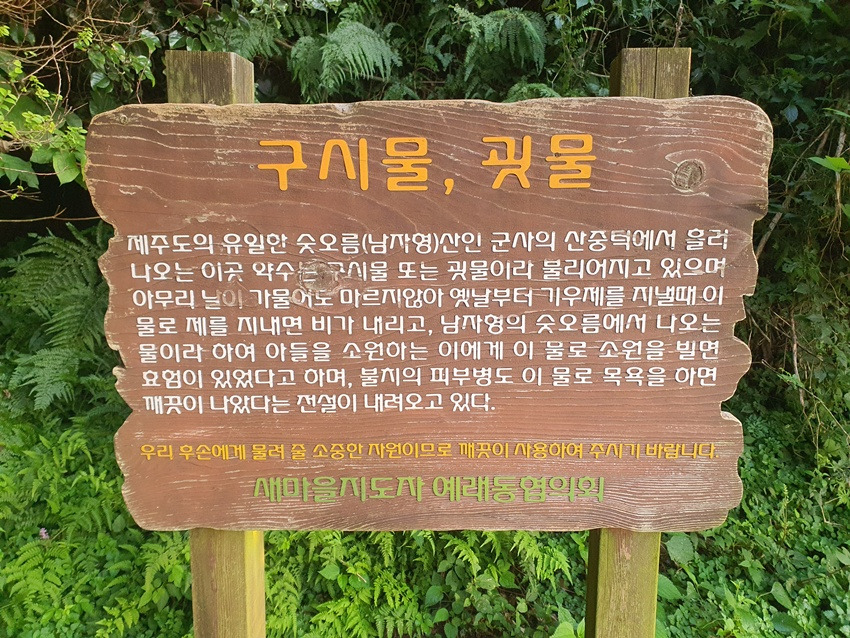 구시물, 굇물
제주도의 유일한 숫오름(남자형)산인 군사의 산중턱에서 흘러
나오는 이곳 약수는 구시물 또는 굇물이라 불리어지고 있으며
아무리 날이 가물어도 마르지않아 옛날부터 기우제를 지낼때 이
물로 제를 지내면 비가 내리고, 남자형의 숫오름에서 나오는
물이라 하여 아들을 소원하는 이에게 이 물로 소원을 빌면
효험이 있었다고 하며, 불치의 피부병도 이 물로 목욕을 하면
깨끗이 나았다는 전설이 내려오고 있다.
우리 후손에게 물려 줄 소중한 자원이므로 깨끗이 사용하여 주시기 바랍니다.
새마을지도자 예래동협의회